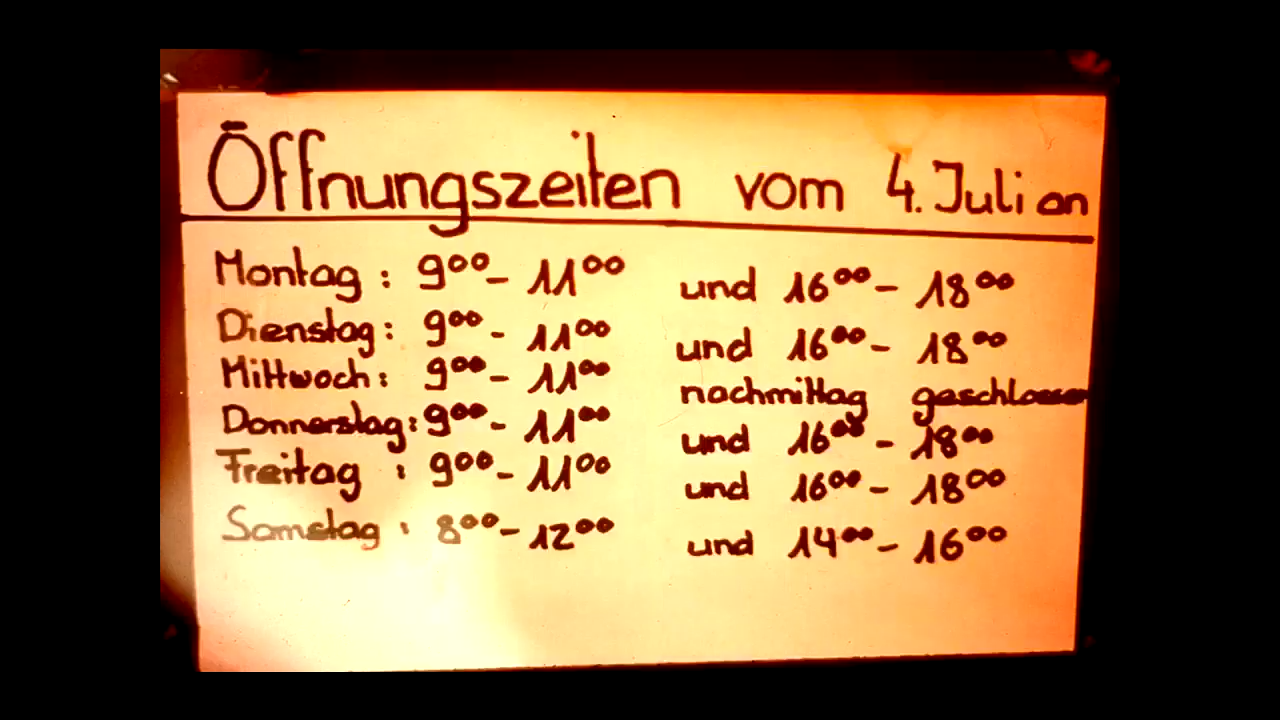 Öffnungszeiten vom 4. Juli an
Montag : 9⁰⁰ - 11⁰⁰ und 16⁰⁰ - 18⁰⁰
Dienstag : 9⁰⁰ - 11⁰⁰ und 16⁰⁰ - 18⁰⁰
Mittwoch : 9⁰⁰ - 11⁰⁰ nachmittag geschlossen
Donnerstag : 9⁰⁰ - 11⁰⁰ und 16⁰⁰ - 18⁰⁰
Freitag : 9⁰⁰ - 11⁰⁰ und 16⁰⁰ - 18⁰⁰
Samstag : 8⁰⁰ - 12⁰⁰ und 14⁰⁰ - 16⁰⁰